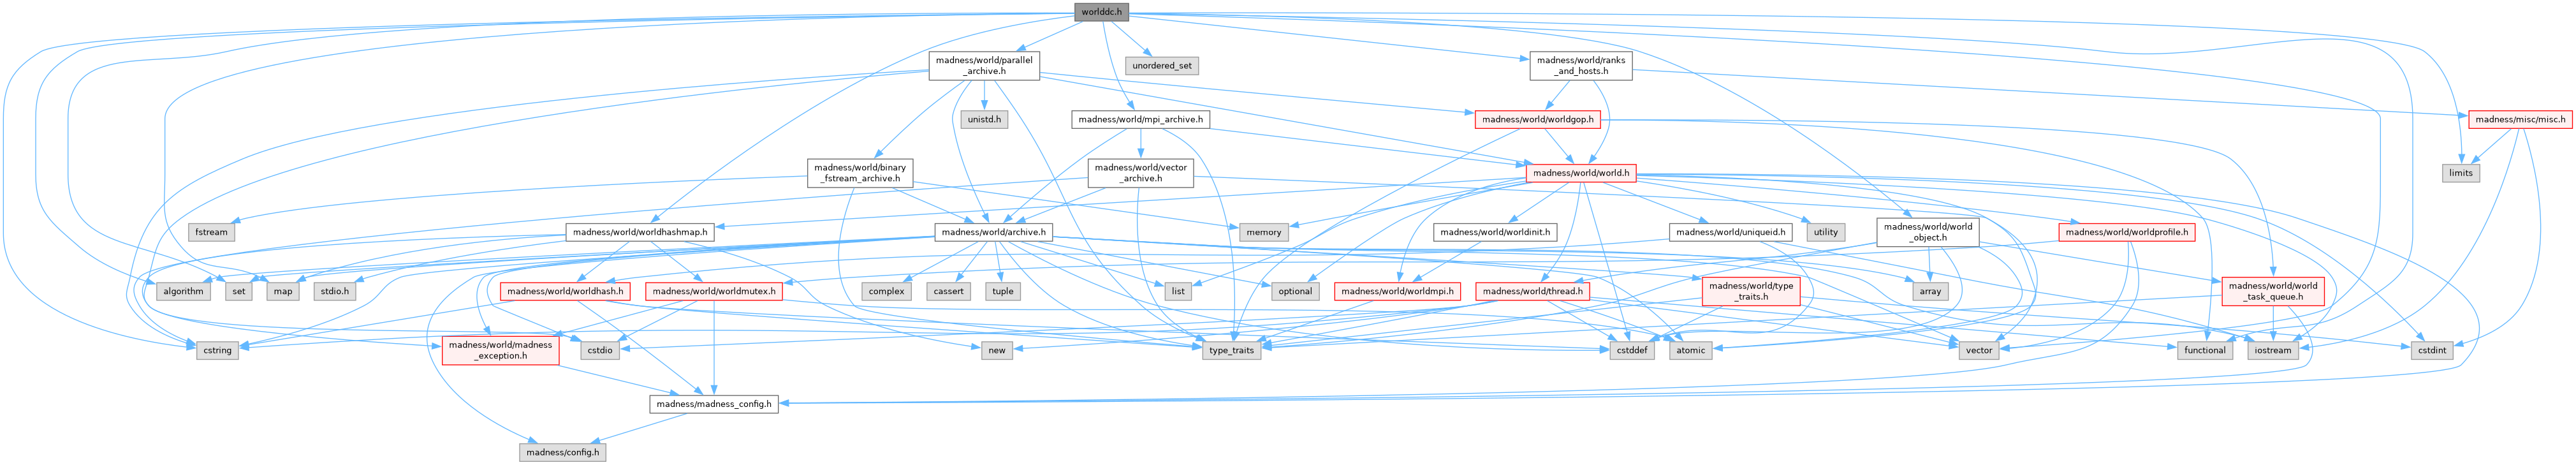 worlddc.h
madness/world/parallel
_archive.h
unordered_set
madness/world/ranks
_and_hosts.h
unistd.h
madness/world/mpi_archive.h
madness/world/worldgop.h
madness/misc/misc.h
madness/world/binary
_fstream_archive.h
madness/world/vector
_archive.h
madness/world/world.h
limits
fstream
madness/world/worldhashmap.h
madness/world/archive.h
memory
madness/world/worldinit.h
madness/world/uniqueid.h
utility
madness/world/world
_object.h
madness/world/worldprofile.h
algorithm
set
map
stdio.h
madness/world/worldhash.h
madness/world/worldmutex.h
complex
cassert
tuple
list
optional
madness/world/worldmpi.h
madness/world/thread.h
madness/world/type
_traits.h
array
madness/world/world
_task_queue.h
cstring
madness/world/madness
_exception.h
cstdio
new
type_traits
cstddef
atomic
vector
functional
iostream
cstdint
madness/madness_config.h
madness/config.h